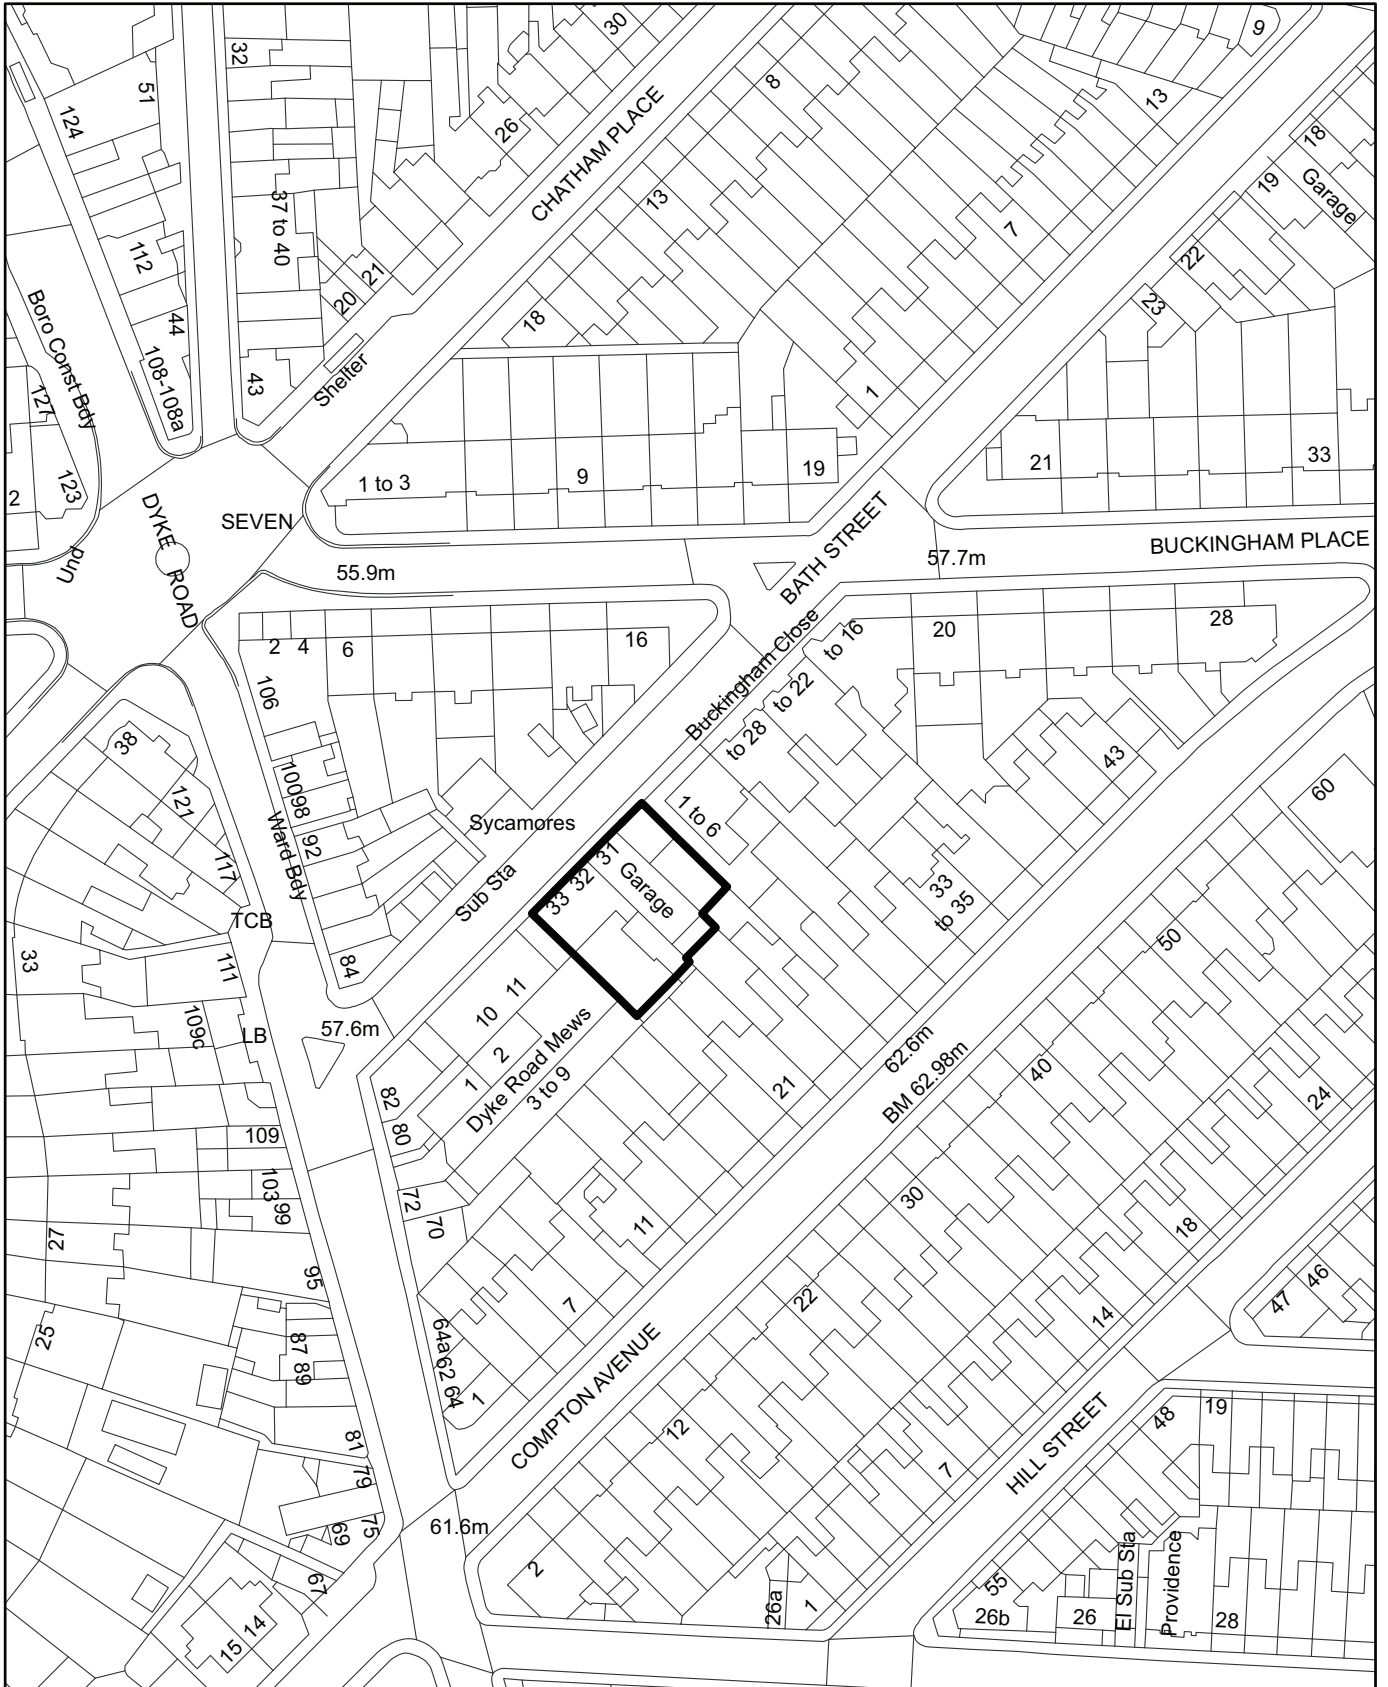 30
9
32
51
8
124
26
CHATHAM PLACE
13
18
19
Garage
13
7
37 to 40
112
22
21
20
23
Boro Const Bdy
44
18
108-108a
43
Shelter
1
127
123
2
1 to 3
9
19
21
33
DYKE
ROAD
SEVEN
BATH STREET
57.7m
BUCKINGHAM PLACE
Und
55.9m
2
4
6
16
Buckingham Close
to 16
20
28
106
to 22
to 28
38
43
121
100
98
60
1 to 6
Sycamores
Ward Bdy
92
31
32
33
Garage
117
Sub Sta
33
to 35
TCB
50
33
111
84
11
10
109c
LB
57.6m
2
1
Dyke Road Mews
3 to 9
62.6m
BM 62.98m
40
21
24
82
80
109
103
99
72
70
30
11
18
27
95
46
47
22
7
14
25
87
89
64a
62
64
1
COMPTON AVENUE
12
HILL STREET
48
19
81
79
7
75
69
61.6m
67
2
55
El Sub Sta
Providence
26a
1
26b
26
28
14
15